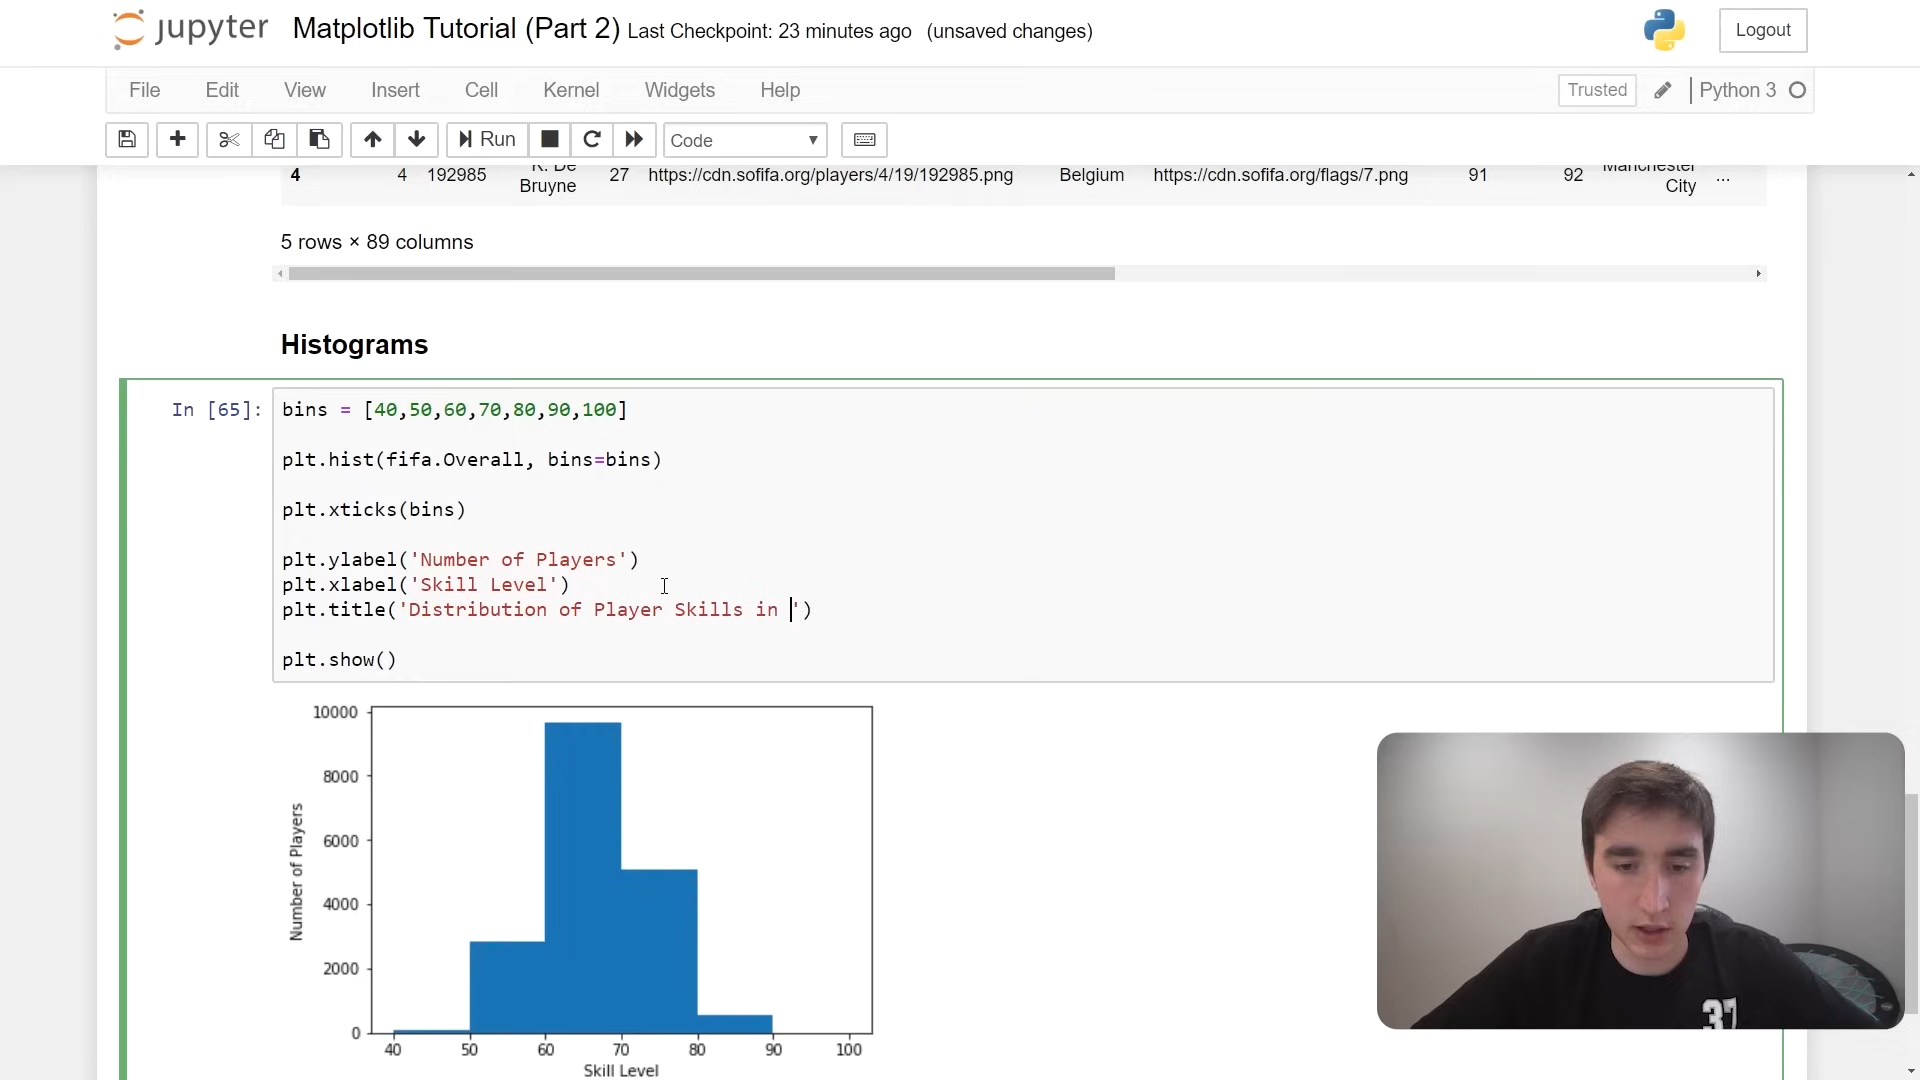 jupyter Matplotlib Tutorial (Part 2) Last Checkpoint: 23 minutes ago (unsaved changes) Logout
File Edit View Insert Cell Kernel Widgets Help Trusted Python 3
Run Code
4 4 192985 K. De Bruyne 27 https://cdn.sofifa.org/players/4/19/192985.png Belgium https://cdn.sofifa.org/flags/7.png 91 92 Manchester City ...
5 rows × 89 columns
Histograms
In [65]: bins = [40,50,60,70,80,90,100]
plt.hist(fifa.Overall, bins=bins)
plt.xticks(bins)
plt.ylabel('Number of Players')
plt.xlabel('Skill Level')
plt.title('Distribution of Player Skills in ')
plt.show()
10000
8000
6000
4000
2000
0
Number of Players
40 50 60 70 80 90 100
Skill Level
37